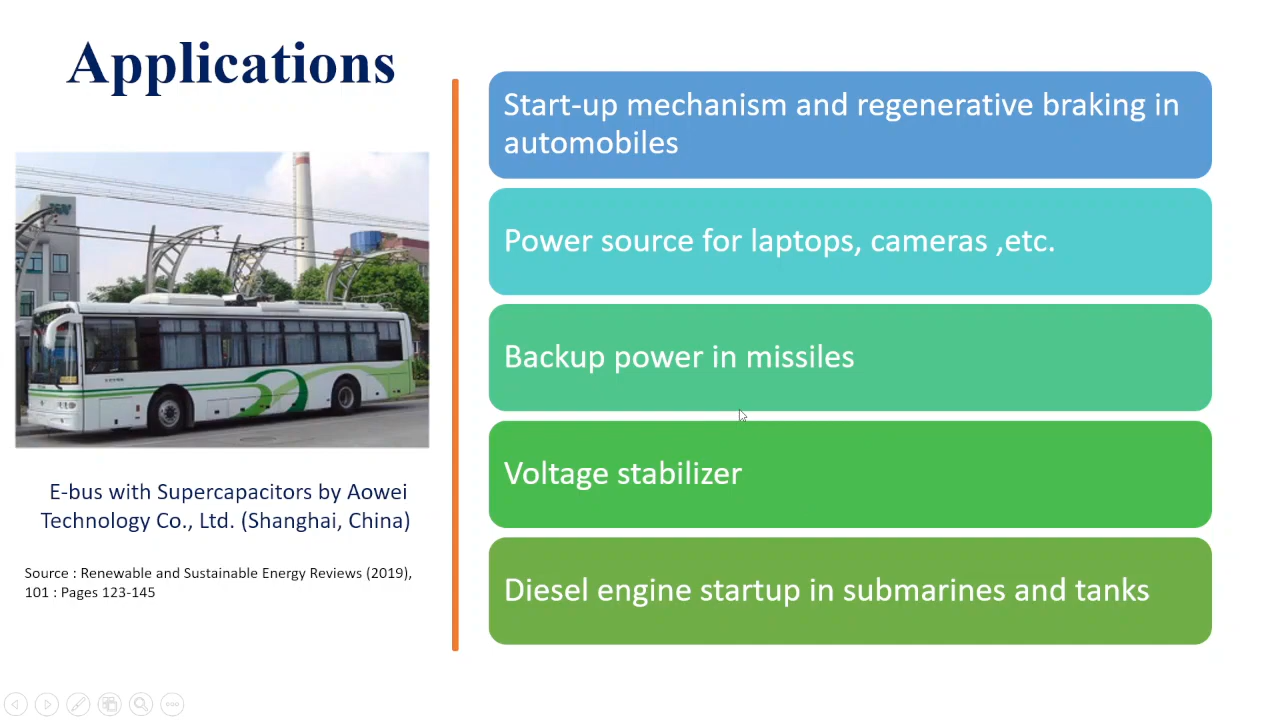 Applications
E-bus with Supercapacitors by Aowei
Technology Co., Ltd. (Shanghai, China)
Source : Renewable and Sustainable Energy Reviews (2019),
101 : Pages 123-145
Start-up mechanism and regenerative braking in
automobiles
Power source for laptops, cameras ,etc.
Backup power in missiles
Voltage stabilizer
Diesel engine startup in submarines and tanks